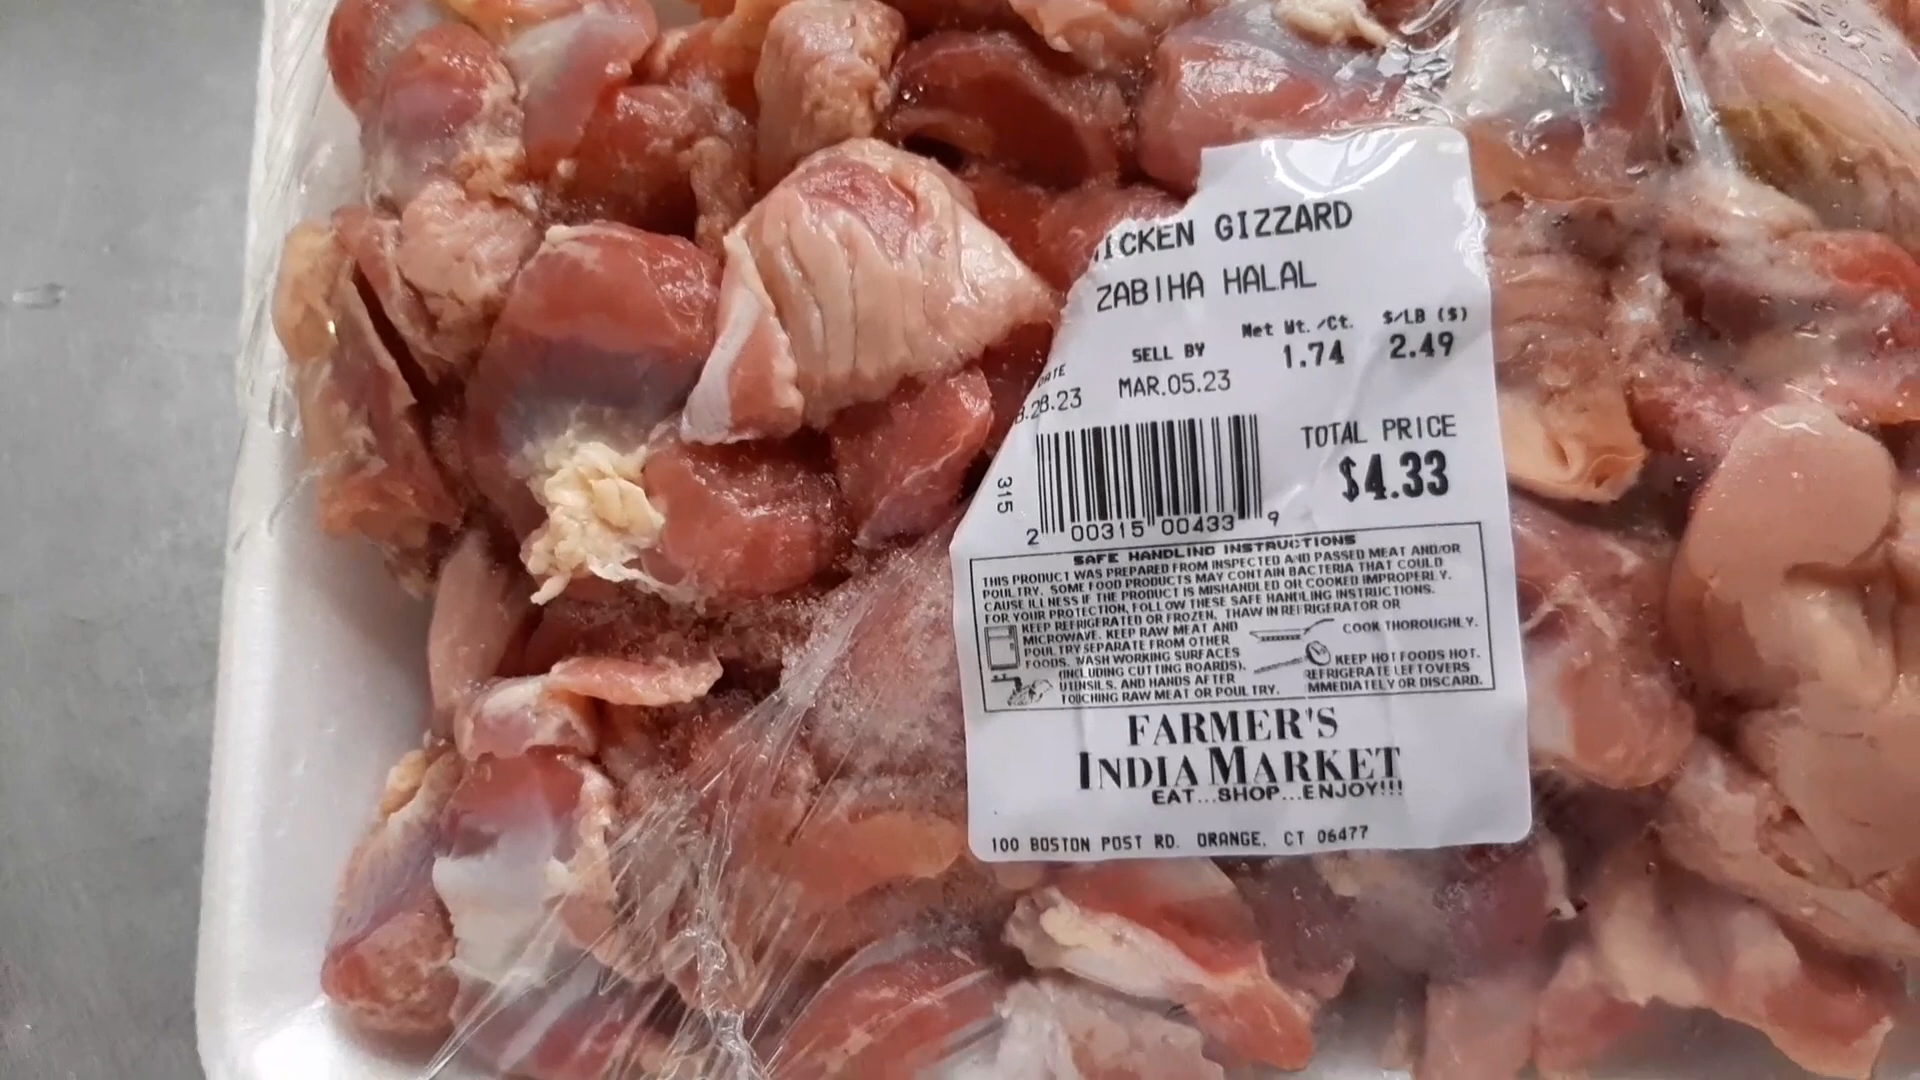 GIZZARD
ZABIHA HALAL
Net Wt./Ct. $/LB ($)
SELL BY 1.74 2.49
MAR.05.23
TOTAL PRICE
$4.33
315
2 00315 00433 9
SAFE HANDLING INSTRUCTIONS
THIS PRODUCT WAS PREPARED FROM INSPECTED AND PASSED MEAT AND/OR
POULTRY. SOME FOOD PRODUCTS MAY CONTAIN BACTERIA THAT COULD
CAUSE ILLNESS IF THE PRODUCT IS MISHANDLED OR COOKED IMPROPERLY.
FOR YOUR PROTECTION, FOLLOW THESE SAFE HANDLING INSTRUCTIONS.
KEEP REFRIGERATED OR FROZEN. THAW IN REFRIGERATOR OR
MICROWAVE. KEEP RAW MEAT AND
POULTRY SEPARATE FROM OTHER
FOODS. WASH WORKING SURFACES
(INCLUDING CUTTING BOARDS),
UTENSILS, AND HANDS AFTER
TOUCHING RAW MEAT OR POULTRY.
COOK THOROUGHLY.
KEEP HOT FOODS HOT.
REFRIGERATE LEFTOVERS
MMEDIATELY OR DISCARD.
FARMER'S
INDIA MARKET
EAT...SHOP...ENJOY!!!
100 BOSTON POST RD. ORANGE, CT 06477